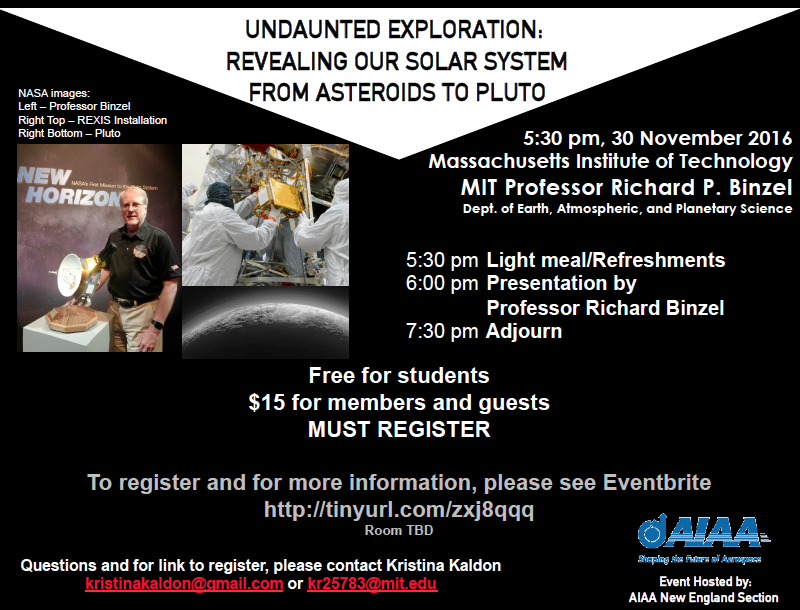 UNDAUNTED EXPLORATION:
REVEALING OUR SOLAR SYSTEM
FROM ASTEROIDS TO PLUTO
NASA images:
Left – Professor Binzel
Right Top – REXIS Installation
Right Bottom – Pluto
NEW
HORIZON
NASA's First Mission to
System
5:30 pm, 30 November 2016
Massachusetts Institute of Technology
MIT Professor Richard P. Binzel
Dept. of Earth, Atmospheric, and Planetary Science
5:30 pm Light meal/Refreshments
6:00 pm Presentation by
Professor Richard Binzel
7:30 pm Adjourn
Free for students
$15 for members and guests
MUST REGISTER
To register and for more information, please see Eventbrite
http://tinyurl.com/zxj8qqq
Room TBD
Questions and for link to register, please contact Kristina Kaldon
kristinakaldon@gmail.com or kr25783@mit.edu
AIAA
Shaping the Future of Aerospace
Event Hosted by:
AIAA New England Section